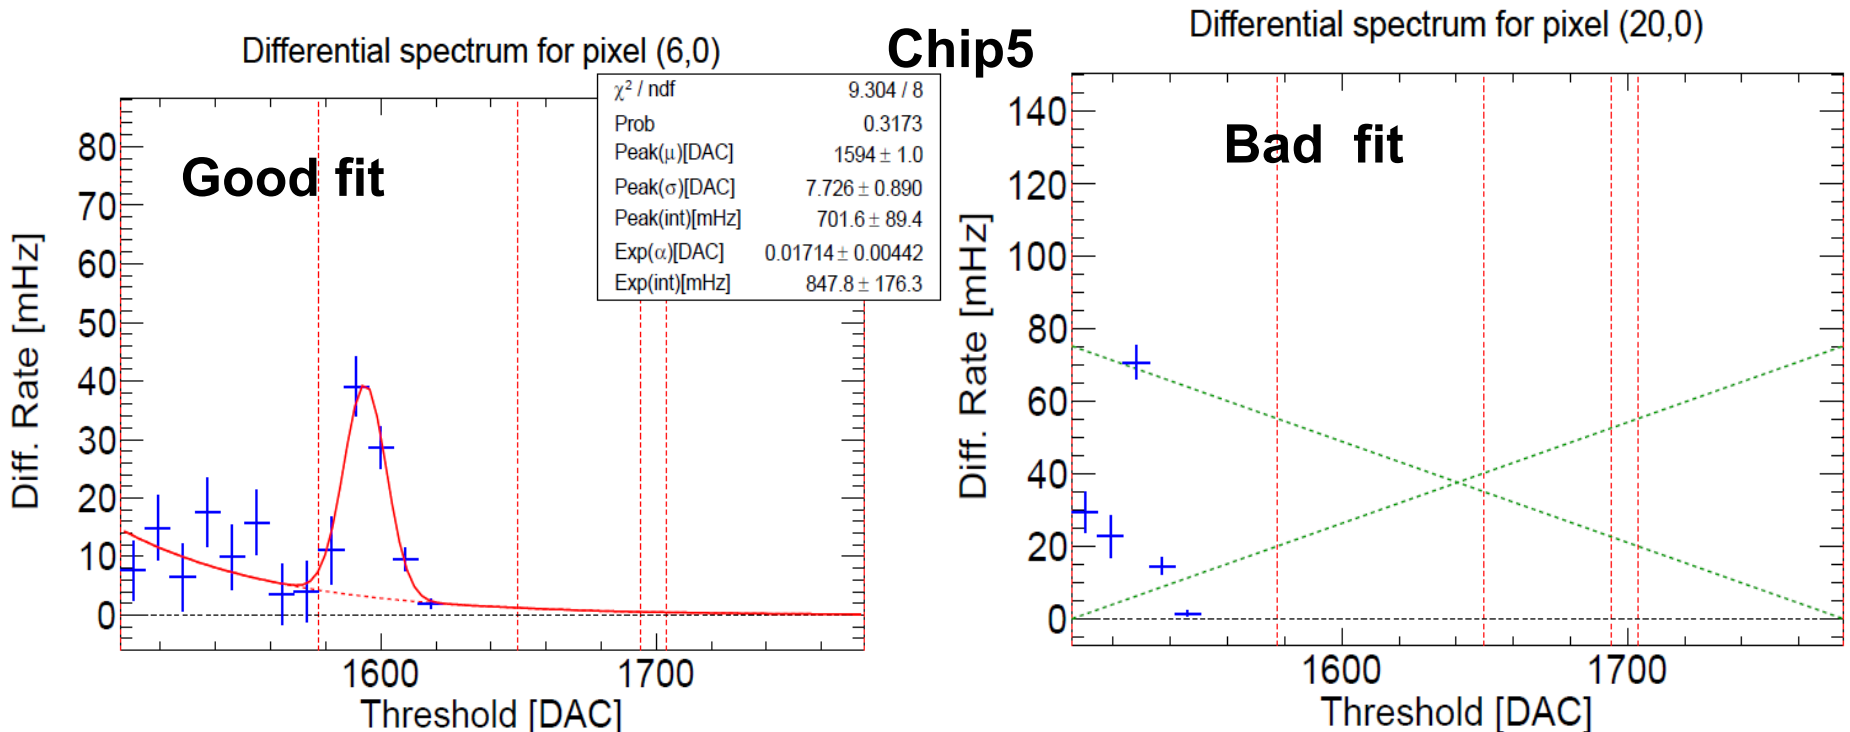 Chip5
Differential spectrum for pixel (6,0)
χ² / ndf 9.304 / 8
Prob 0.3173
Peak(μ)[DAC] 1594 ± 1.0
Peak(σ)[DAC] 7.726 ± 0.890
Peak(int)[mHz] 701.6 ± 89.4
Exp(α)[DAC] 0.01714 ± 0.00442
Exp(int)[mHz] 847.8 ± 176.3
Good fit
Diff. Rate [mHz]
80
70
60
50
40
30
20
10
0
1600 1700
Threshold [DAC]
Differential spectrum for pixel (20,0)
Bad fit
Diff. Rate [mHz]
140
120
100
80
60
40
20
0
1600 1700
Threshold [DAC]